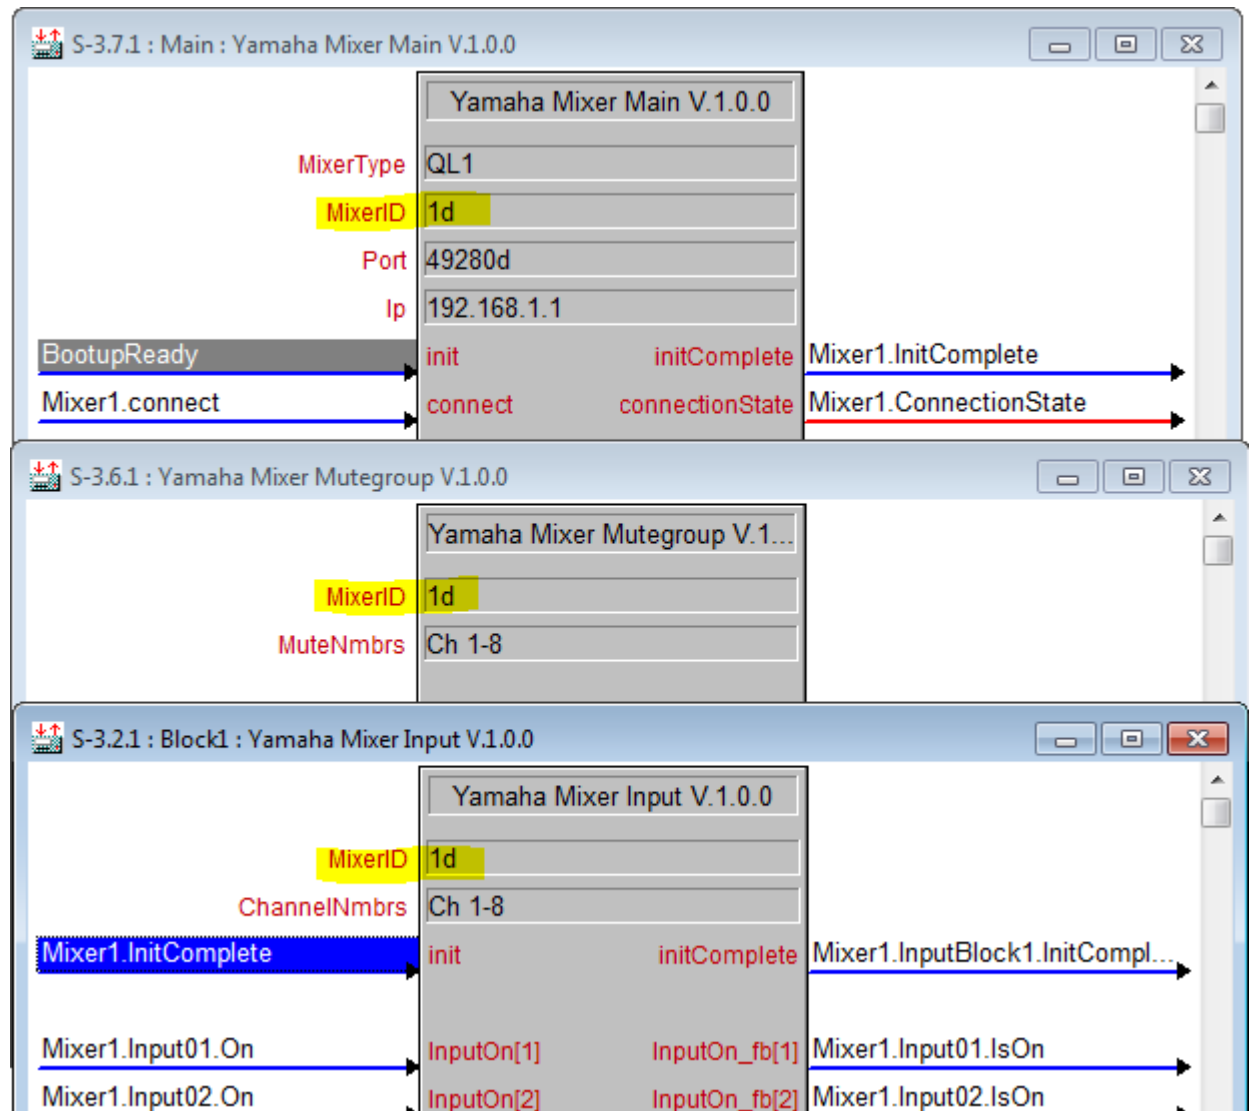 S-3.7.1 : Main : Yamaha Mixer Main V.1.0.0
Yamaha Mixer Main V.1.0.0
MixerType QL1
MixerID 1d
Port 49280d
Ip 192.168.1.1
BootupReady init initComplete Mixer1.InitComplete
Mixer1.connect connect connectionState Mixer1.ConnectionState
S-3.6.1 : Yamaha Mixer Mutegroup V.1.0.0
Yamaha Mixer Mutegroup V.1...
MixerID 1d
MuteNmbrs Ch 1-8
S-3.2.1 : Block1 : Yamaha Mixer Input V.1.0.0
Yamaha Mixer Input V.1.0.0
MixerID 1d
ChannelNmbrs Ch 1-8
Mixer1.InitComplete init initComplete Mixer1.InputBlock1.InitCompl...
Mixer1.Input01.On InputOn[1] InputOn_fb[1] Mixer1.Input01.IsOn
Mixer1.Input02.On InputOn[2] InputOn_fb[2] Mixer1.Input02.IsOn